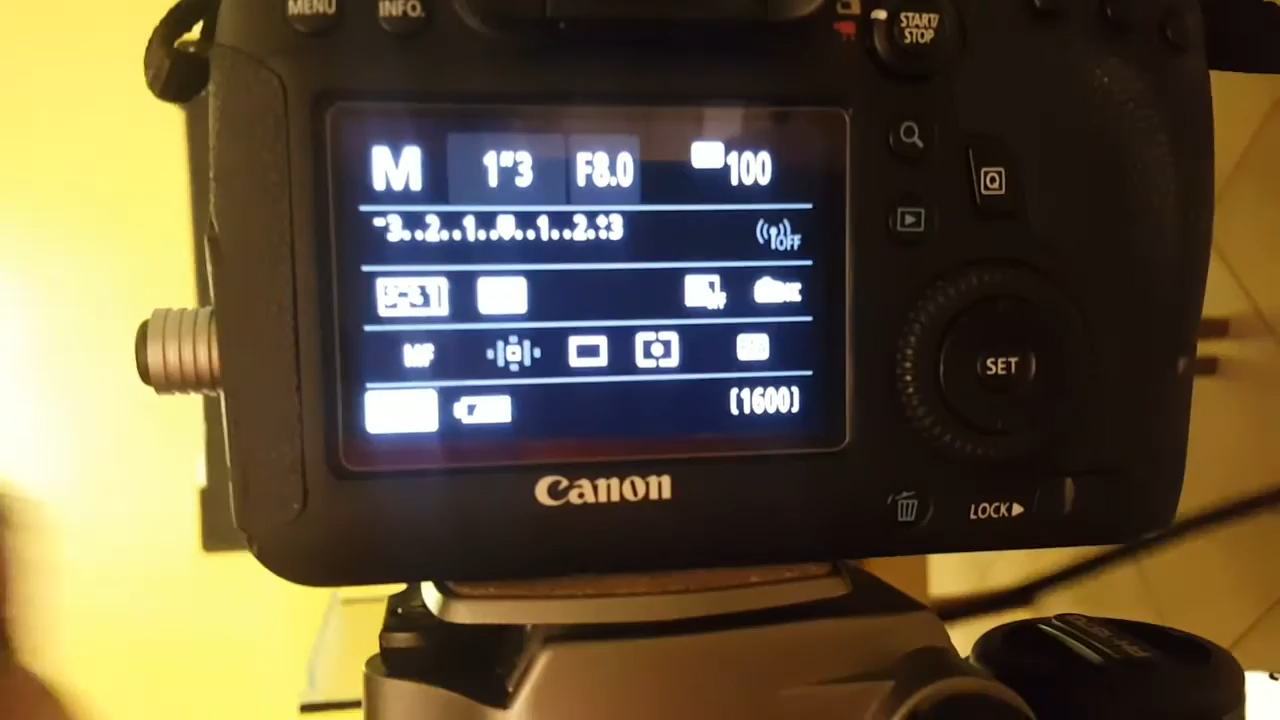 MENU INFO.
START/
STOP
M 1"3 F8.0 100
-3..2..1..0..1..2.:3
OFF
MF
[1600]
Q
SET
Canon
LOCK